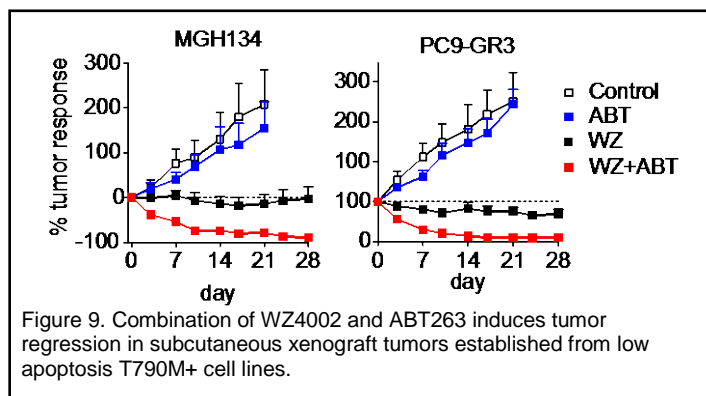 MGH134
PC9-GR3
% tumor response
300
200
100
0
-100
0 7 14 21 28
day
300
200
100
100
0
0 7 14 21 28
day
Control
ABT
WZ
WZ+ABT
Figure 9. Combination of WZ4002 and ABT263 induces tumor
regression in subcutaneous xenograft tumors established from low
apoptosis T790M+ cell lines.